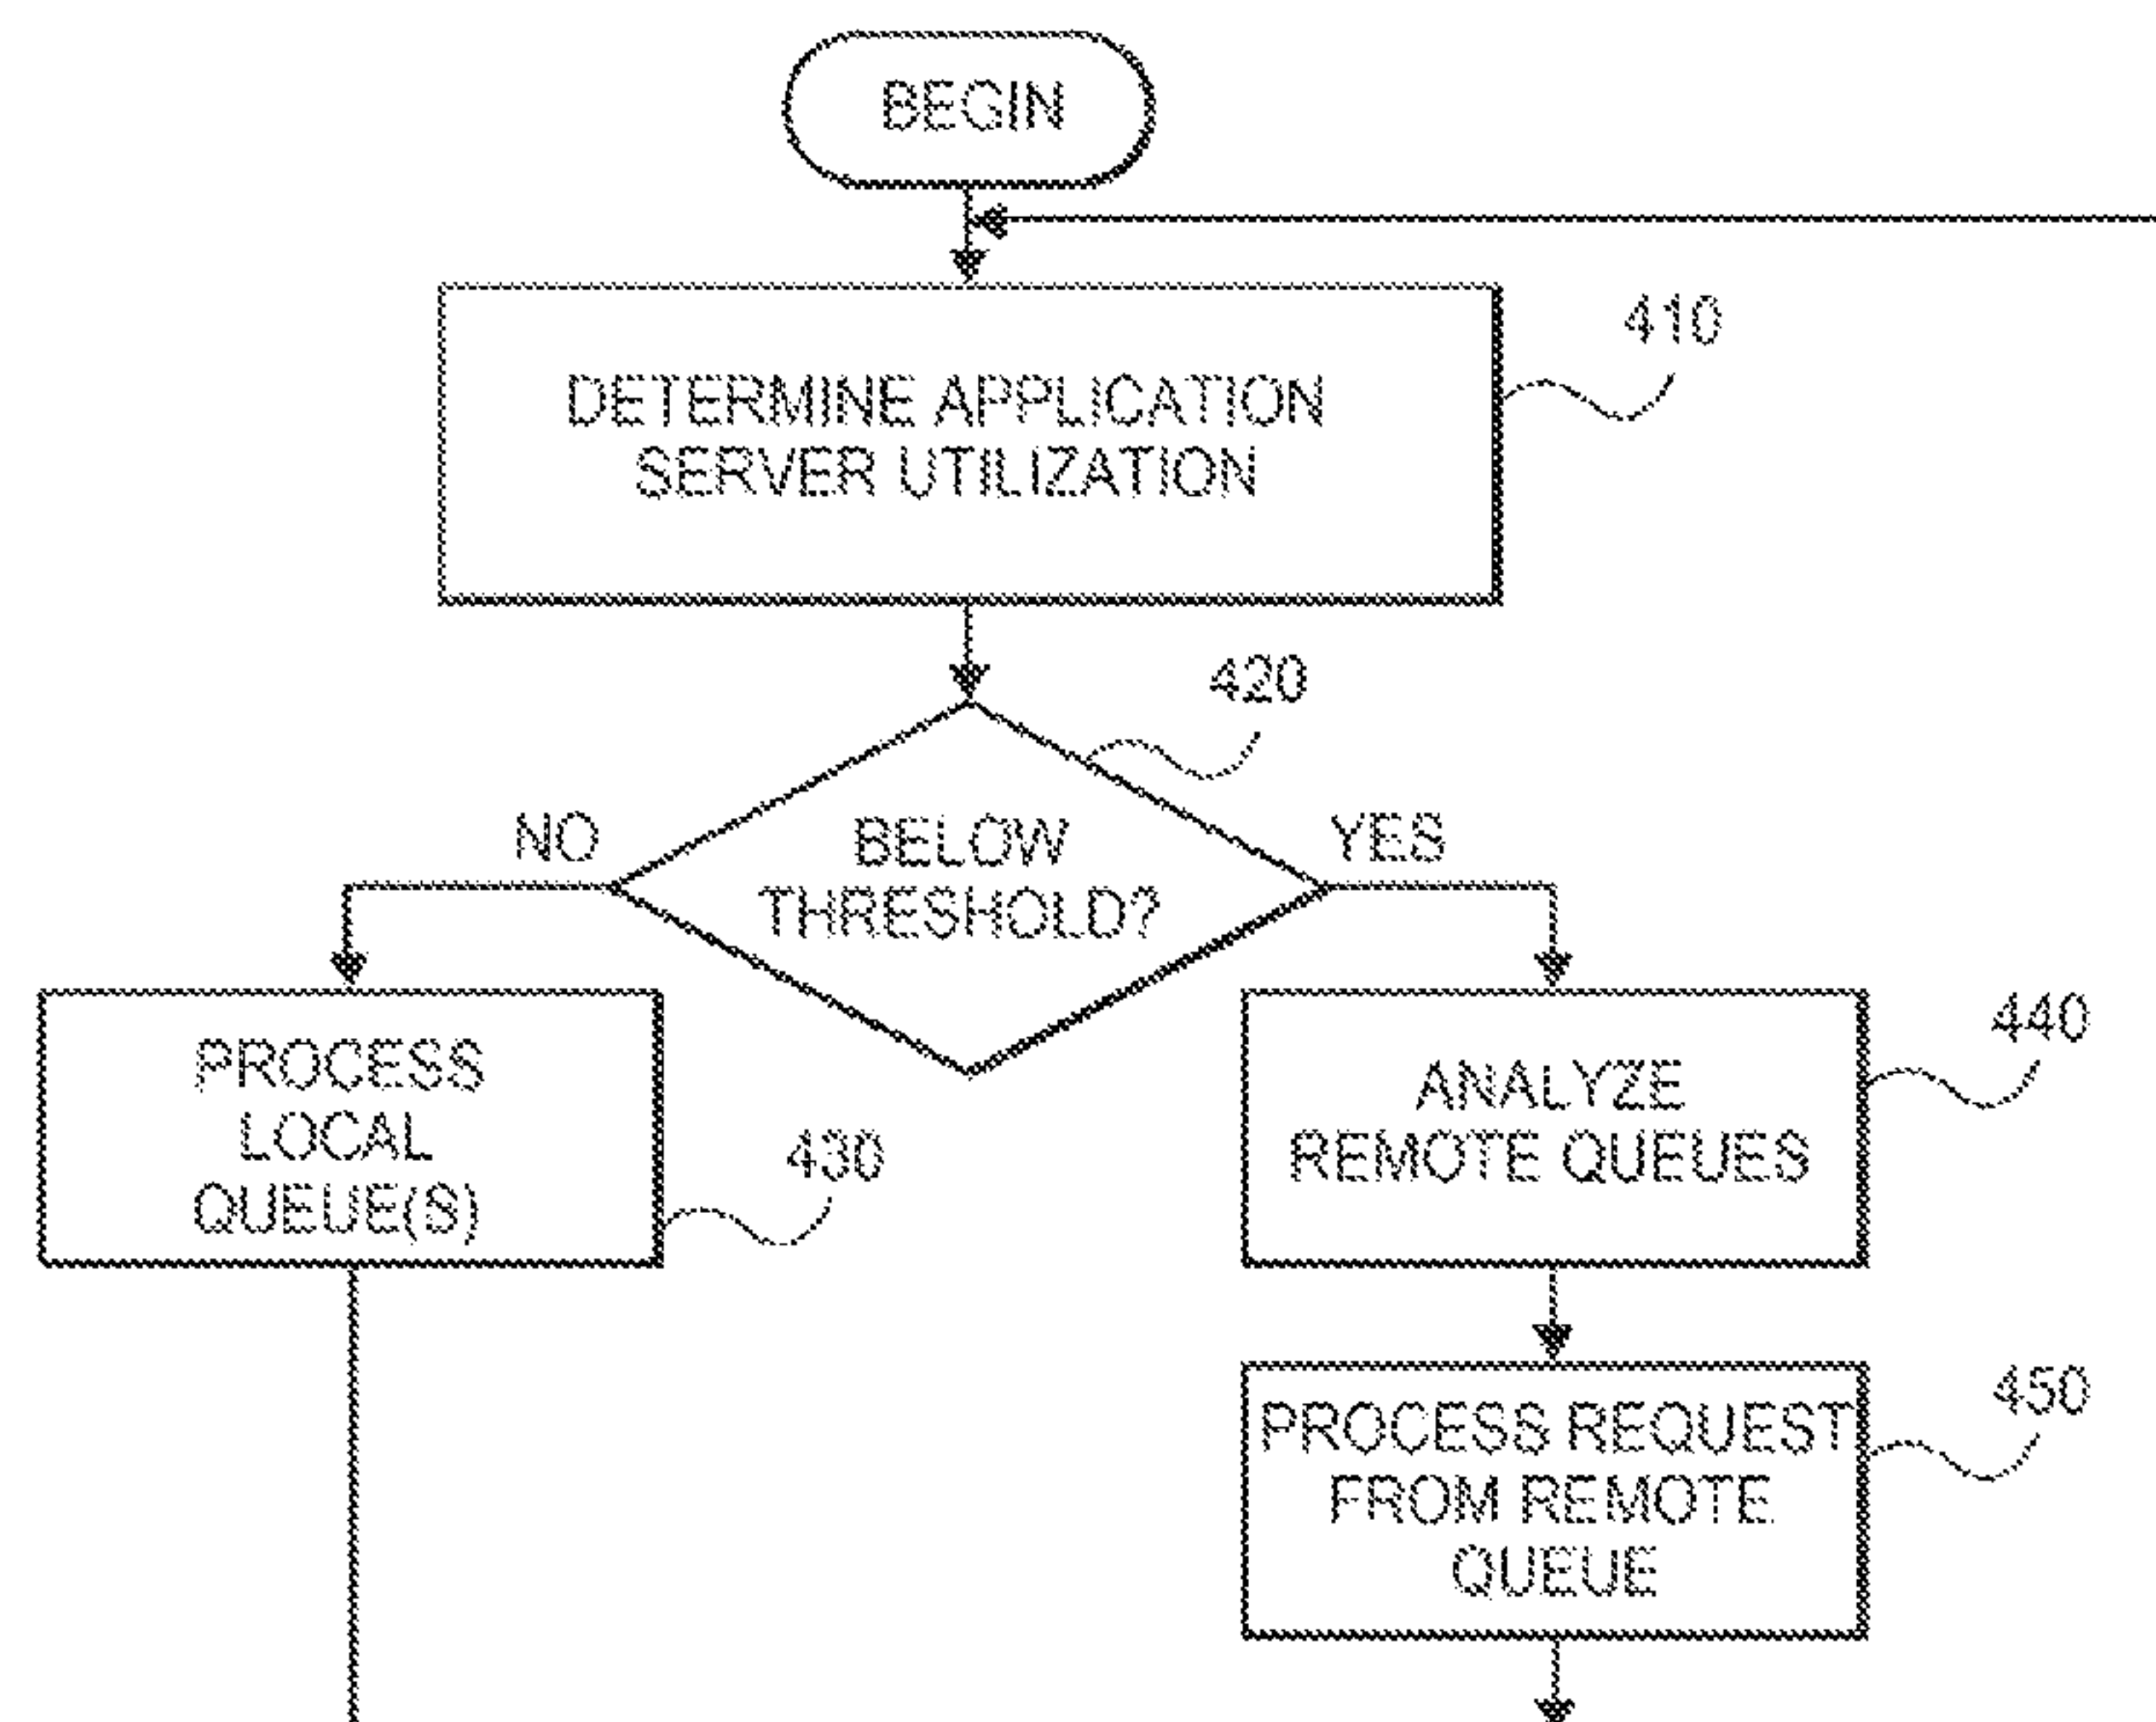 BEGIN
410
DETERMINE APPLICATION
SERVER UTILIZATION
420
NO
YES
BELOW
THRESHOLD?
PROCESS
LOCAL
QUEUE(S)
430
440
ANALYZE
REMOTE QUEUES
450
PROCESS REQUEST
FROM REMOTE
QUEUE